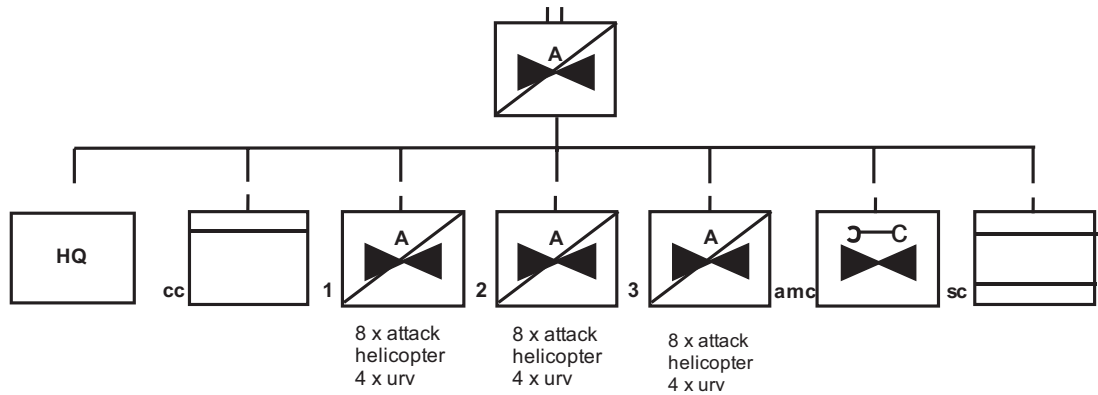 A
HQ
cc
1
A
2
A
3
A
amc
sc
8 x attack
helicopter
4 x urv
8 x attack
helicopter
4 x urv
8 x attack
helicopter
4 x urv